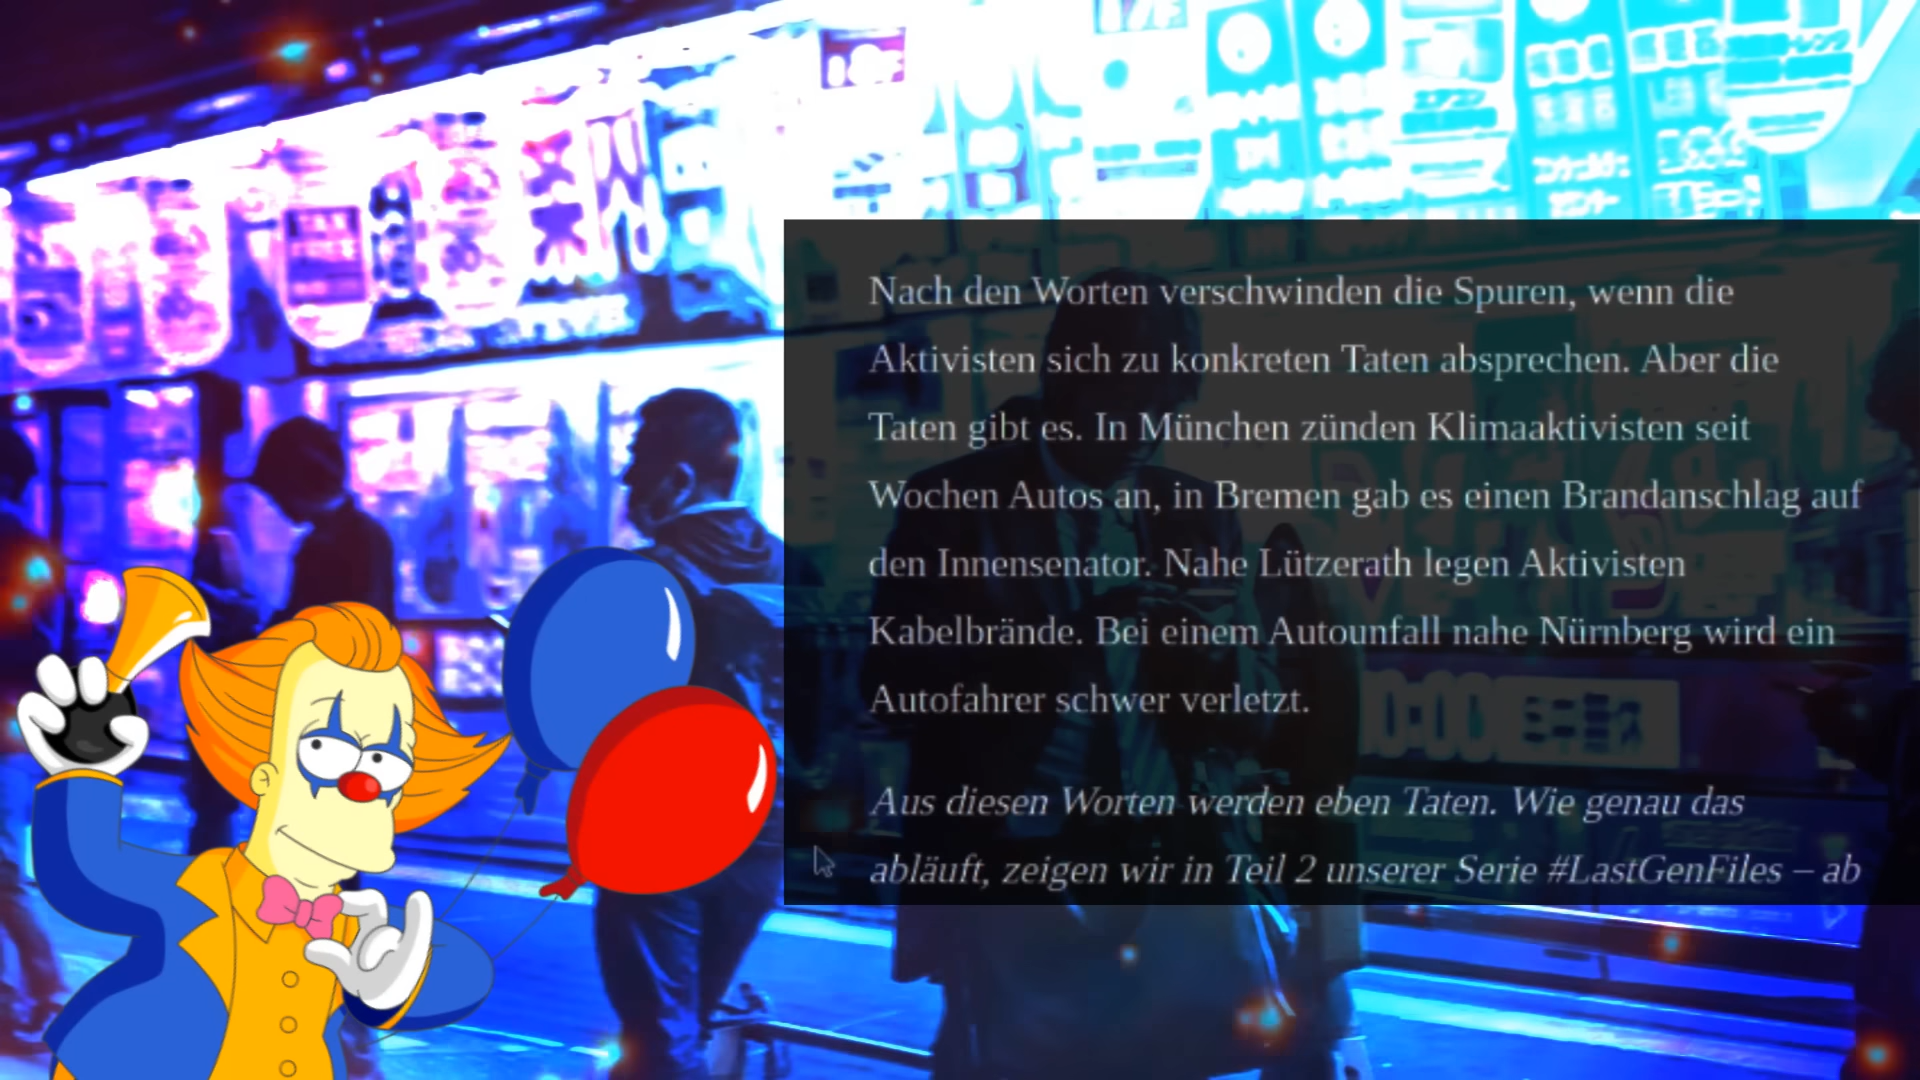 Nach den Worten verschwinden die Spuren, wenn die
Aktivisten sich zu konkreten Taten absprechen. Aber die
Taten gibt es. In München zünden Klimaaktivisten seit
Wochen Autos an, in Bremen gab es einen Brandanschlag auf
den Innensenator. Nahe Lützerath legen Aktivisten
Kabelbrände. Bei einem Autounfall nahe Nürnberg wird ein
Autofahrer schwer verletzt.
Aus diesen Worten werden eben Taten. Wie genau das
abläuft, zeigen wir in Teil 2 unserer Serie #LastGenFiles – ab